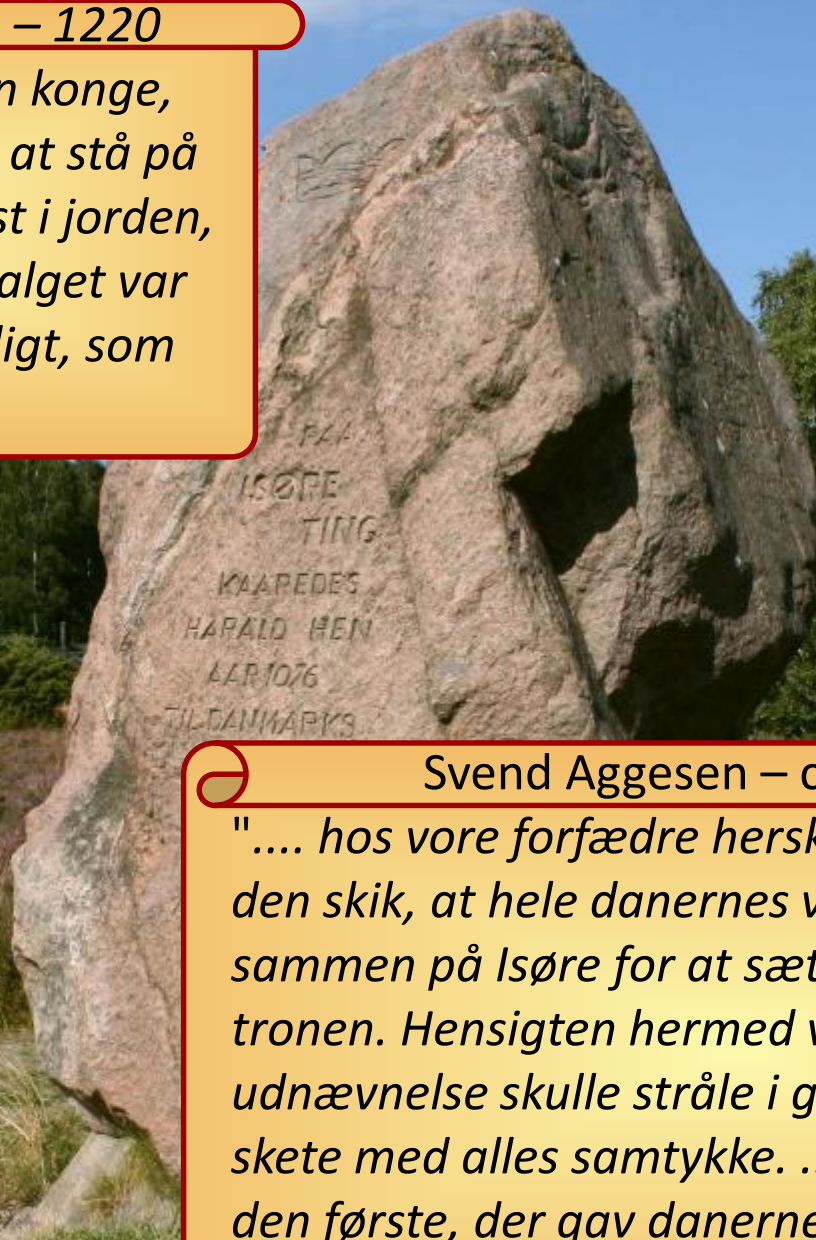 – 1220
n konge,
at stå på
st i jorden,
alget var
ligt, som
PAA
ISØRE
TING
KAAREDES
HARALD HEN
AAR 1076
TIL DANMARKS
Svend Aggesen –
".... hos vore forfædre hersk
den skik, at hele danernes v
sammen på Isøre for at sæt
tronen. Hensigten hermed v
udnævnelse skulle stråle i g
skete med alles samtykke. ..
den første, der gav danerne